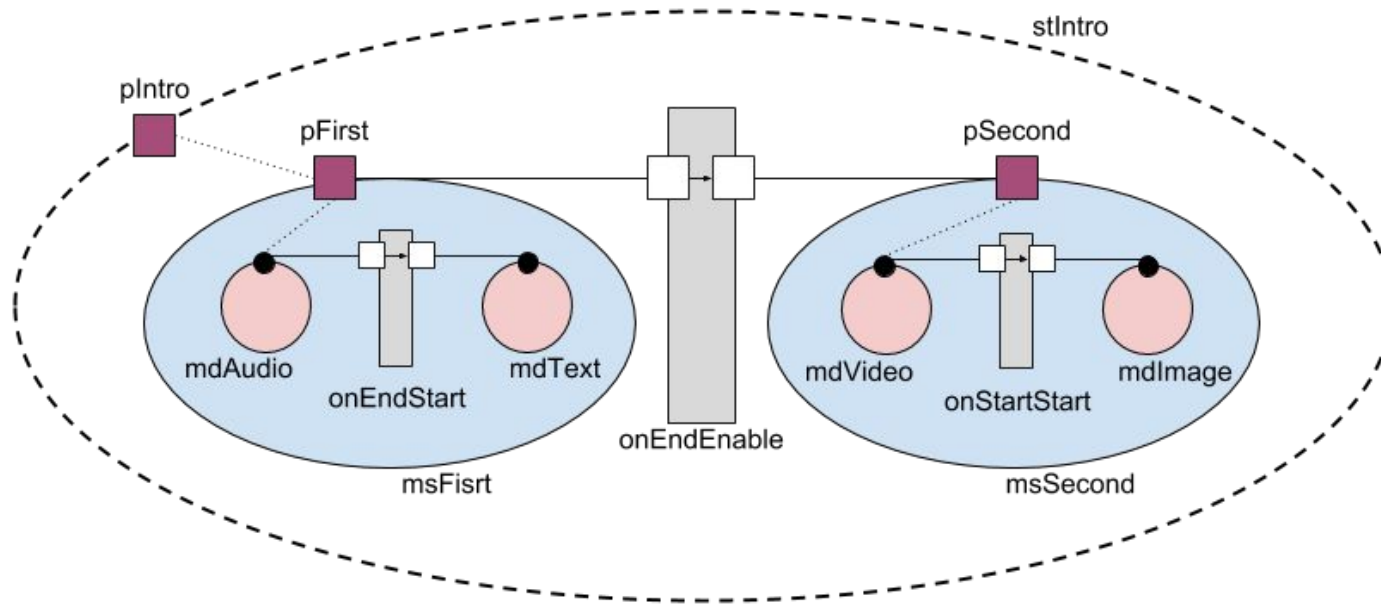 stIntro
pIntro
pFirst
pSecond
mdAudio
mdText
mdVideo
mdImage
onEndStart
onStartStart
onEndEnable
msFisrt
msSecond